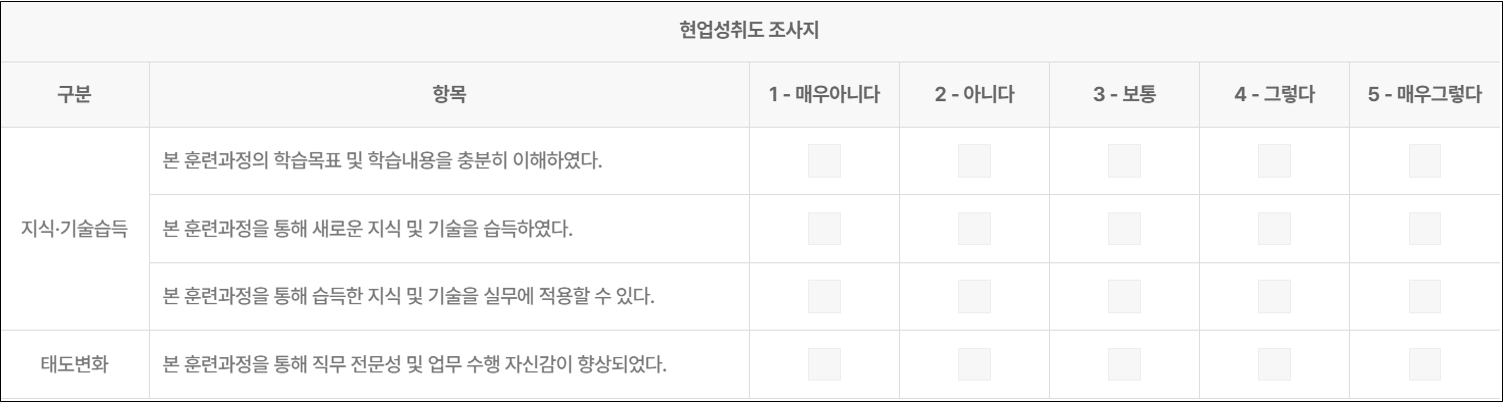 현업성취도 조사지
구분 항목 1 - 매우아니다 2 - 아니다 3 - 보통 4 - 그렇다 5 - 매우그렇다
본 훈련과정의 학습목표 및 학습내용을 충분히 이해하였다.
지식·기술습득 본 훈련과정을 통해 새로운 지식 및 기술을 습득하였다.
본 훈련과정을 통해 습득한 지식 및 기술을 실무에 적용할 수 있다.
태도변화 본 훈련과정을 통해 직무 전문성 및 업무 수행 자신감이 향상되었다.